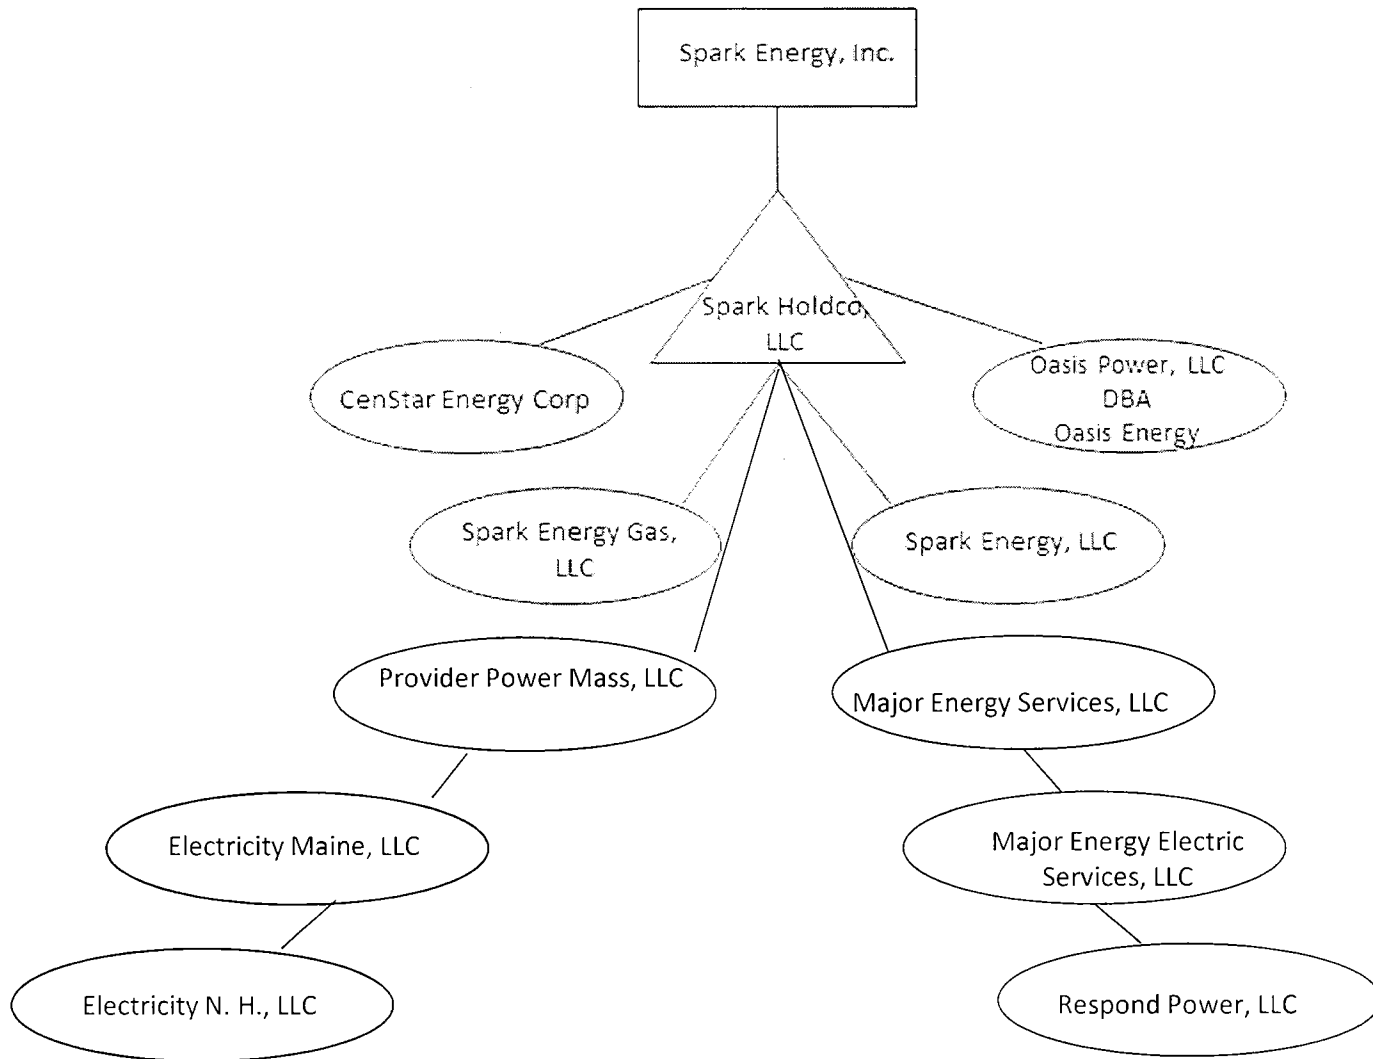 Spark Energy, Inc.
Spark Holdco,
LLC
CenStar Energy Corp
Oasis Power, LLC
DBA
Oasis Energy
Spark Energy Gas,
LLC
Spark Energy, LLC
Provider Power Mass, LLC
Major Energy Services, LLC
Electricity Maine, LLC
Major Energy Electric
Services, LLC
Electricity N. H., LLC
Respond Power, LLC